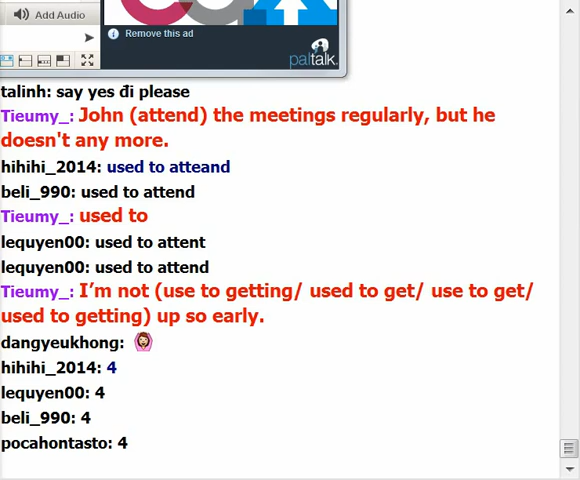 Add Audio
Remove this ad
paltalk
talinh: say yes đi please
Tieumy_: John (attend) the meetings regularly, but he
doesn't any more.
hihihi_2014: used to atteand
beli_990: used to attend
Tieumy_: used to
lequyen00: used to attent
lequyen00: used to attend
Tieumy_: I’m not (use to getting/ used to get/ use to get/
used to getting) up so early.
dangyeukhong:
hihihi_2014: 4
lequyen00: 4
beli_990: 4
pocahontasto: 4